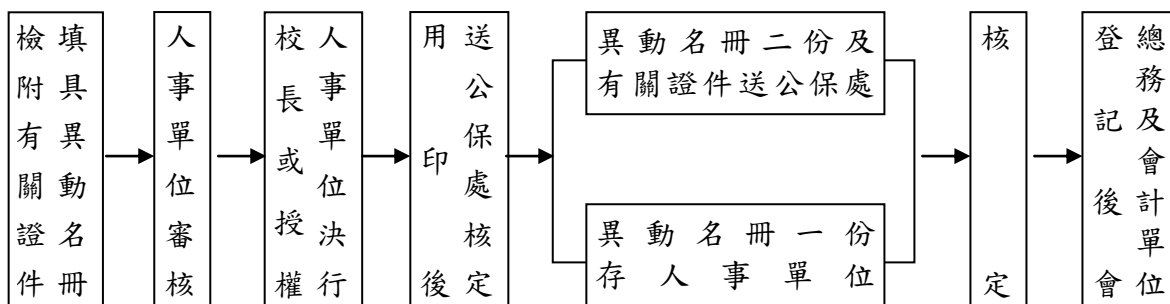 檢附有關證件
填具異動名冊
人事單位審核
校長或授權
人事單位決行
用印後
送公保處核定
異動名冊二份及
有關證件送公保處
異動名冊一份
存人事單位
核定
登記後會
總務及會計單位